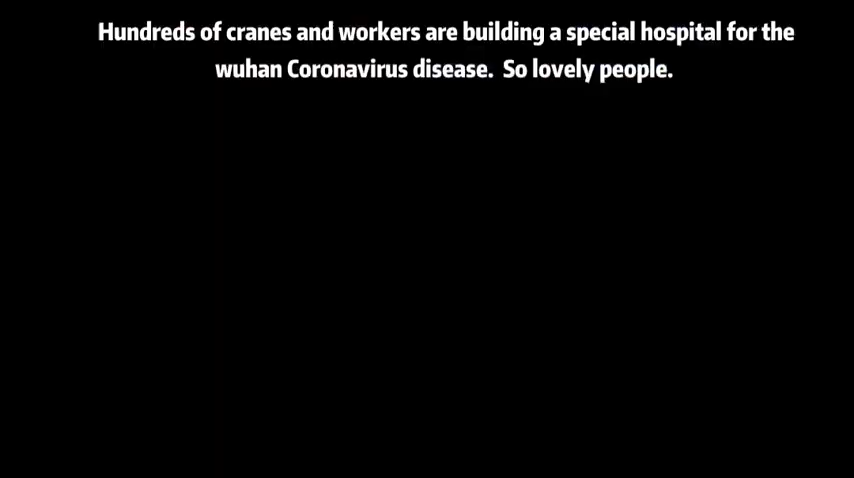 Hundreds of cranes and workers are building a special hospital for the
wuhan Coronavirus disease.  So lovely people.